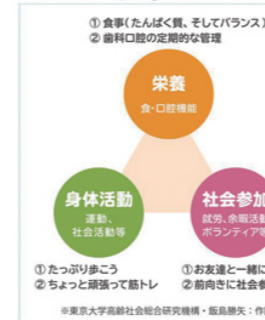 ① 食事(たんぱく質、そしてバランス)
② 歯科口腔の定期的な管理
栄養
食・口腔機能
身体活動
運動、
社会活動等
社会参加
就労、余暇活動
ボランティア等
① たっぷり歩こう
② ちょっと頑張って筋トレ
①お友達と一緒に
②前向きに社会参
※東京大学高齢社会総合研究機構・飯島勝矢：作